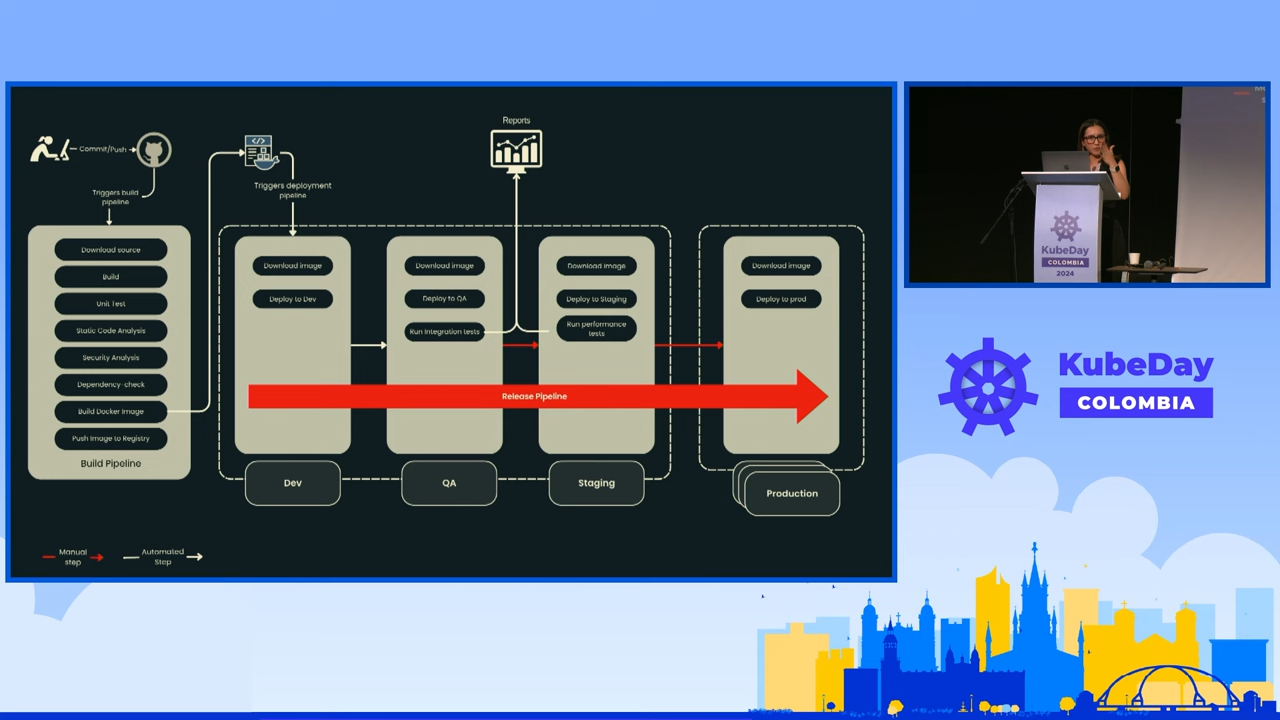 Reports
Commit/Push
Triggers build
pipeline
Triggers deployment
pipeline
Download source
Build
Unit Test
Static Code Analysis
Security Analysis
Dependency-check
Build Docker Image
Push Image to Registry
Build Pipeline
Download image
Deploy to Dev
Download image
Deploy to QA
Run Integration tests
Download image
Deploy to Staging
Run performance
tests
Download image
Deploy to prod
Release Pipeline
Dev
QA
Staging
Production
Manual
step
Automated
Step
KubeDay
COLOMBIA
2024
KubeDay
COLOMBIA